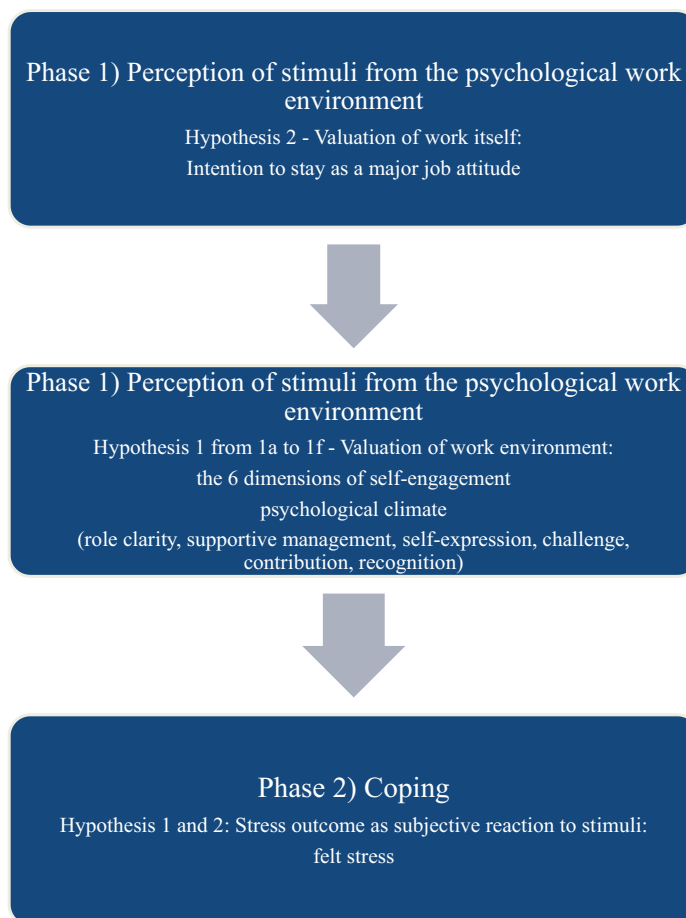 Phase 1) Perception of stimuli from the psychological work
environment
Hypothesis 2 - Valuation of work itself:
Intention to stay as a major job attitude
Phase 1) Perception of stimuli from the psychological work
environment
Hypothesis 1 from 1a to 1f - Valuation of work environment:
the 6 dimensions of self-engagement
psychological climate
(role clarity, supportive management, self-expression, challenge,
contribution, recognition)
Phase 2) Coping
Hypothesis 1 and 2: Stress outcome as subjective reaction to stimuli:
felt stress